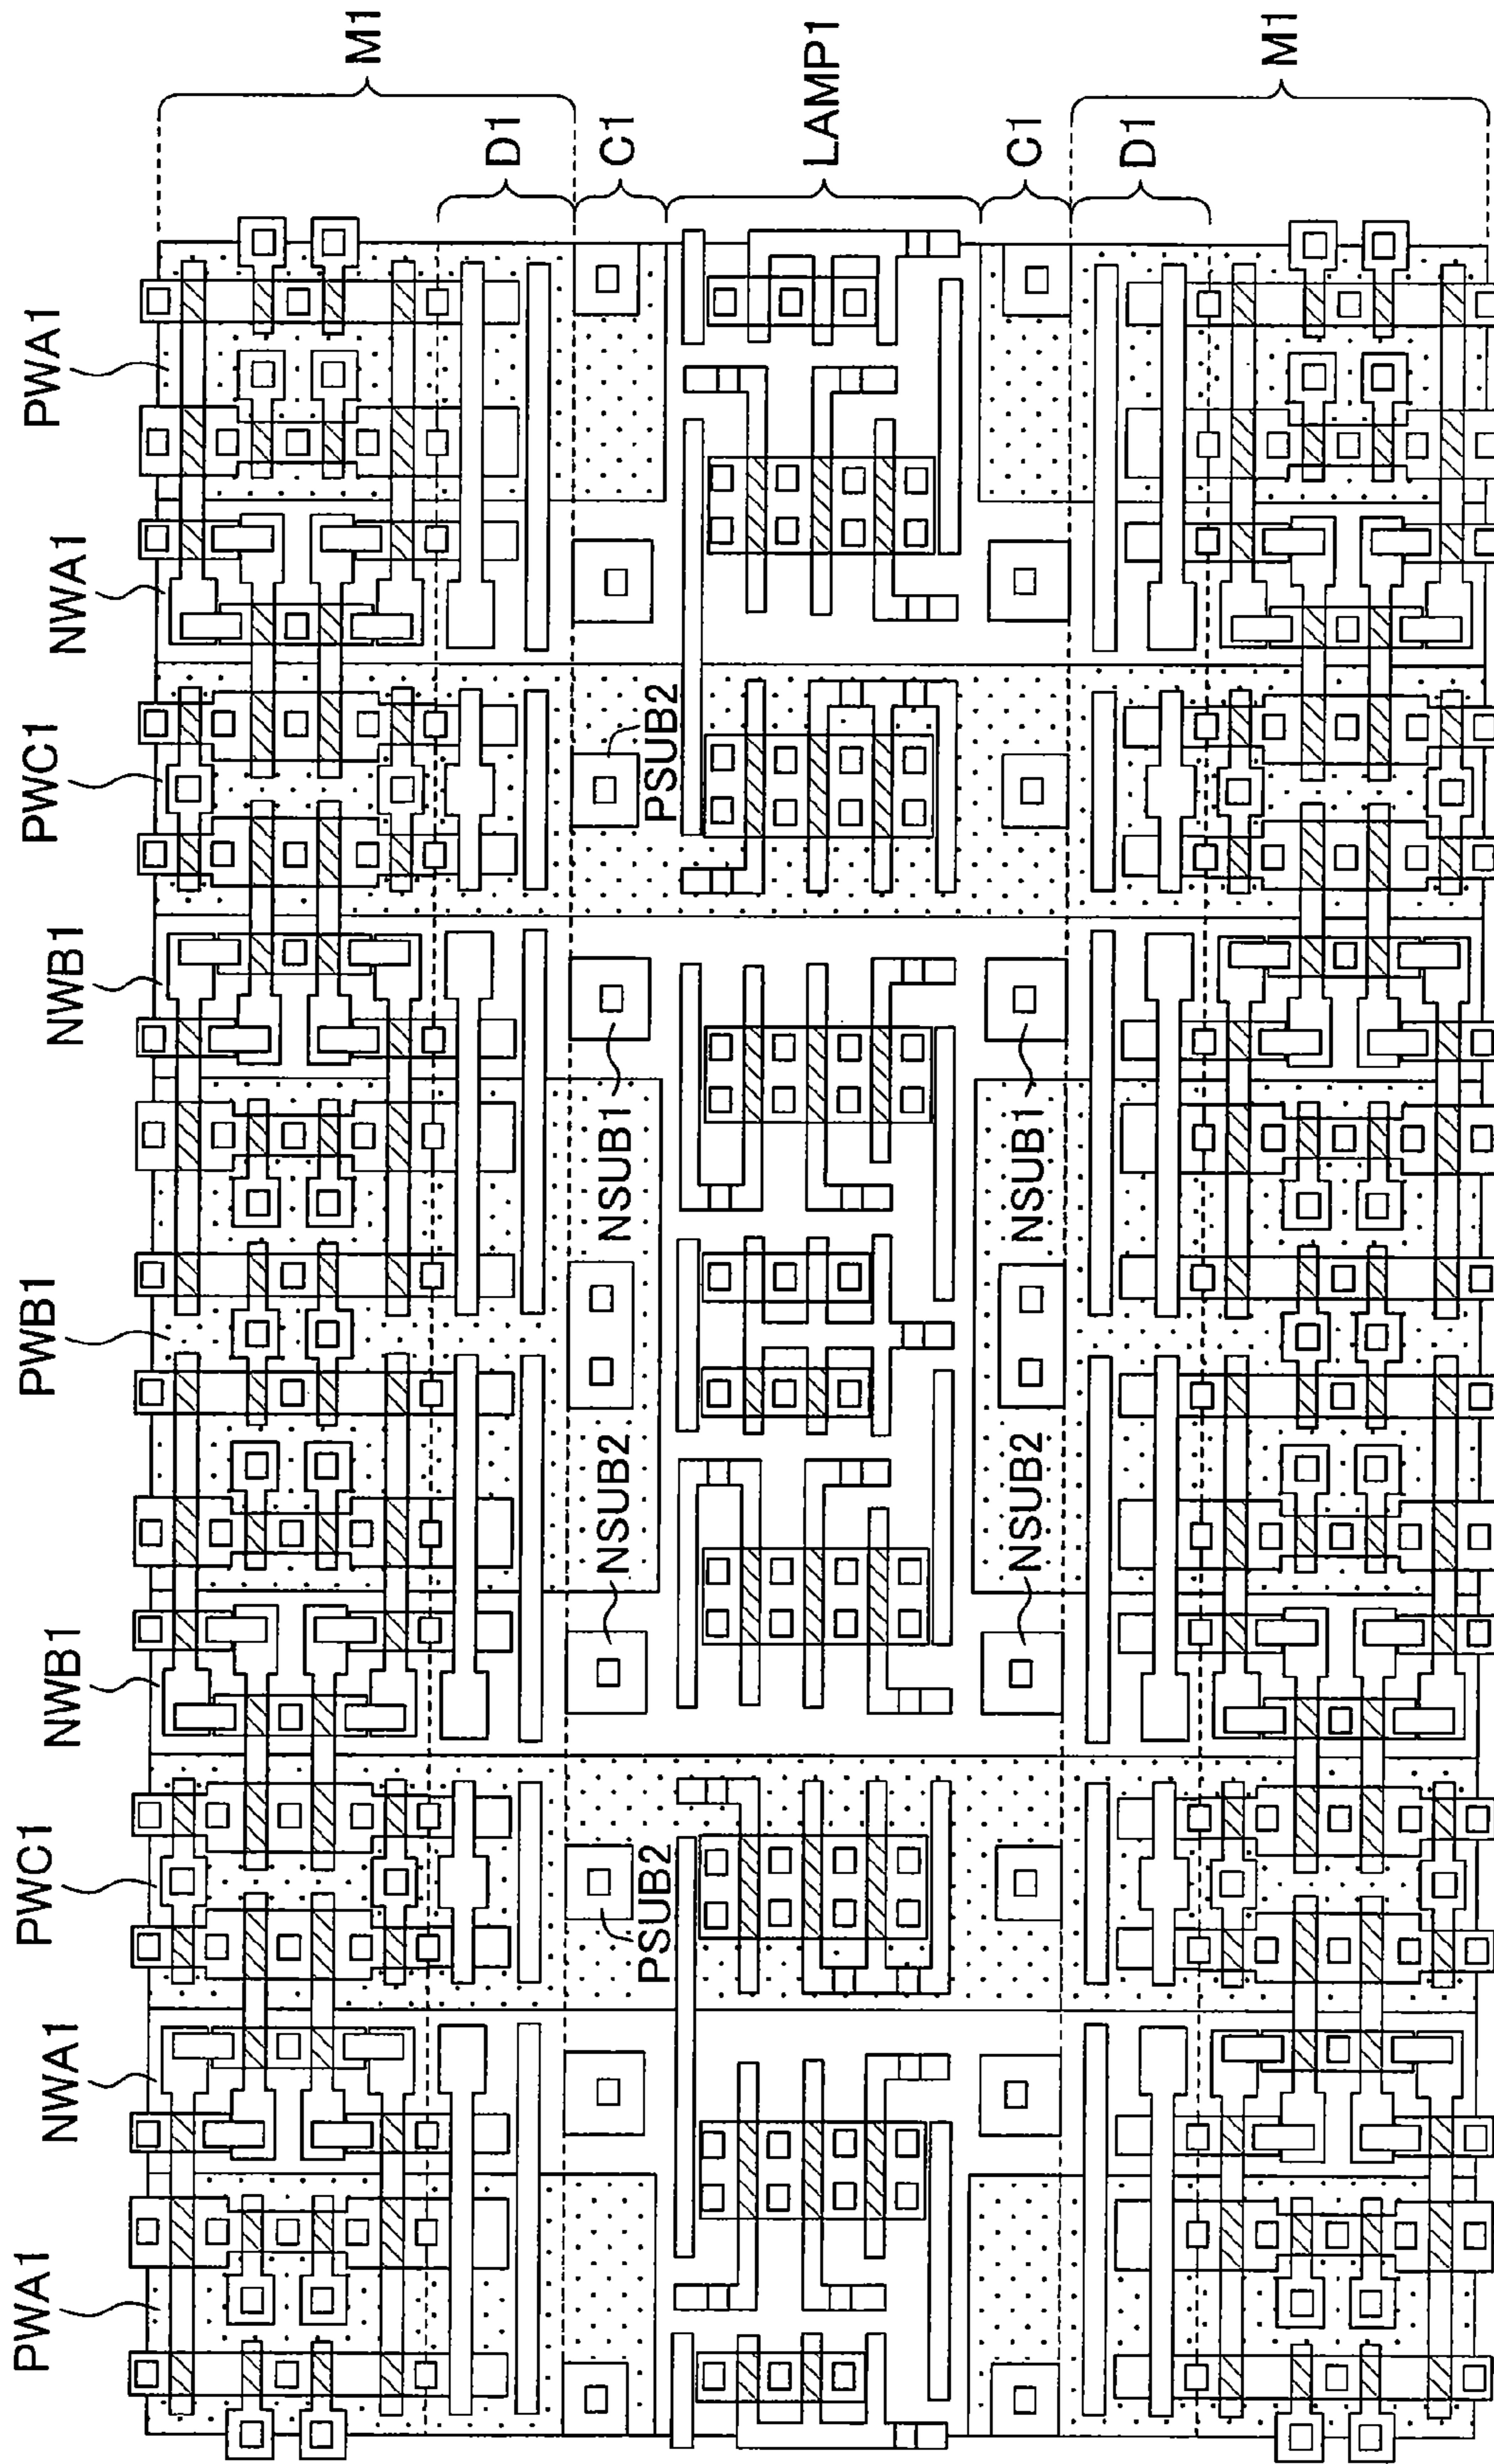 PWA1
NWA1
PWC1
NWB1
PWB1
NWB1
PWC1
NWA1
PWA1
M1
D1
NSUB2
NSUB1
C1
PSUB2
PSUB2
LAMP1
NSUB2
NSUB1
C1
D1
M1